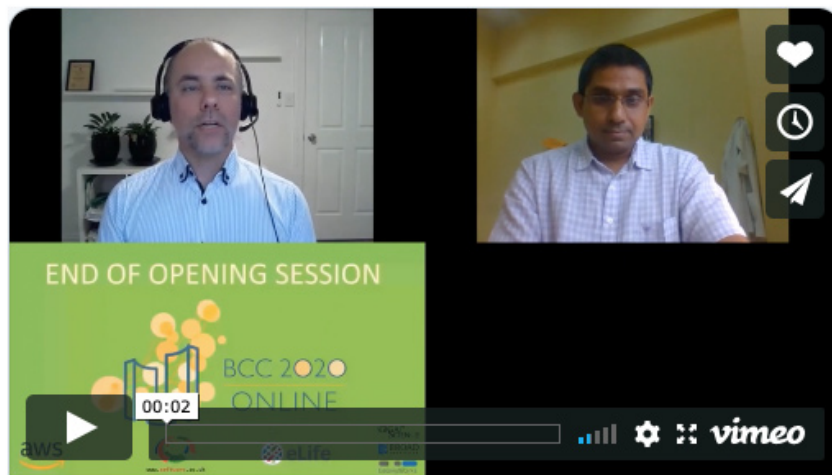 END OF OPENING SESSION
BCC 2020
ONLINE
00:02
vimeo
aws
eLife